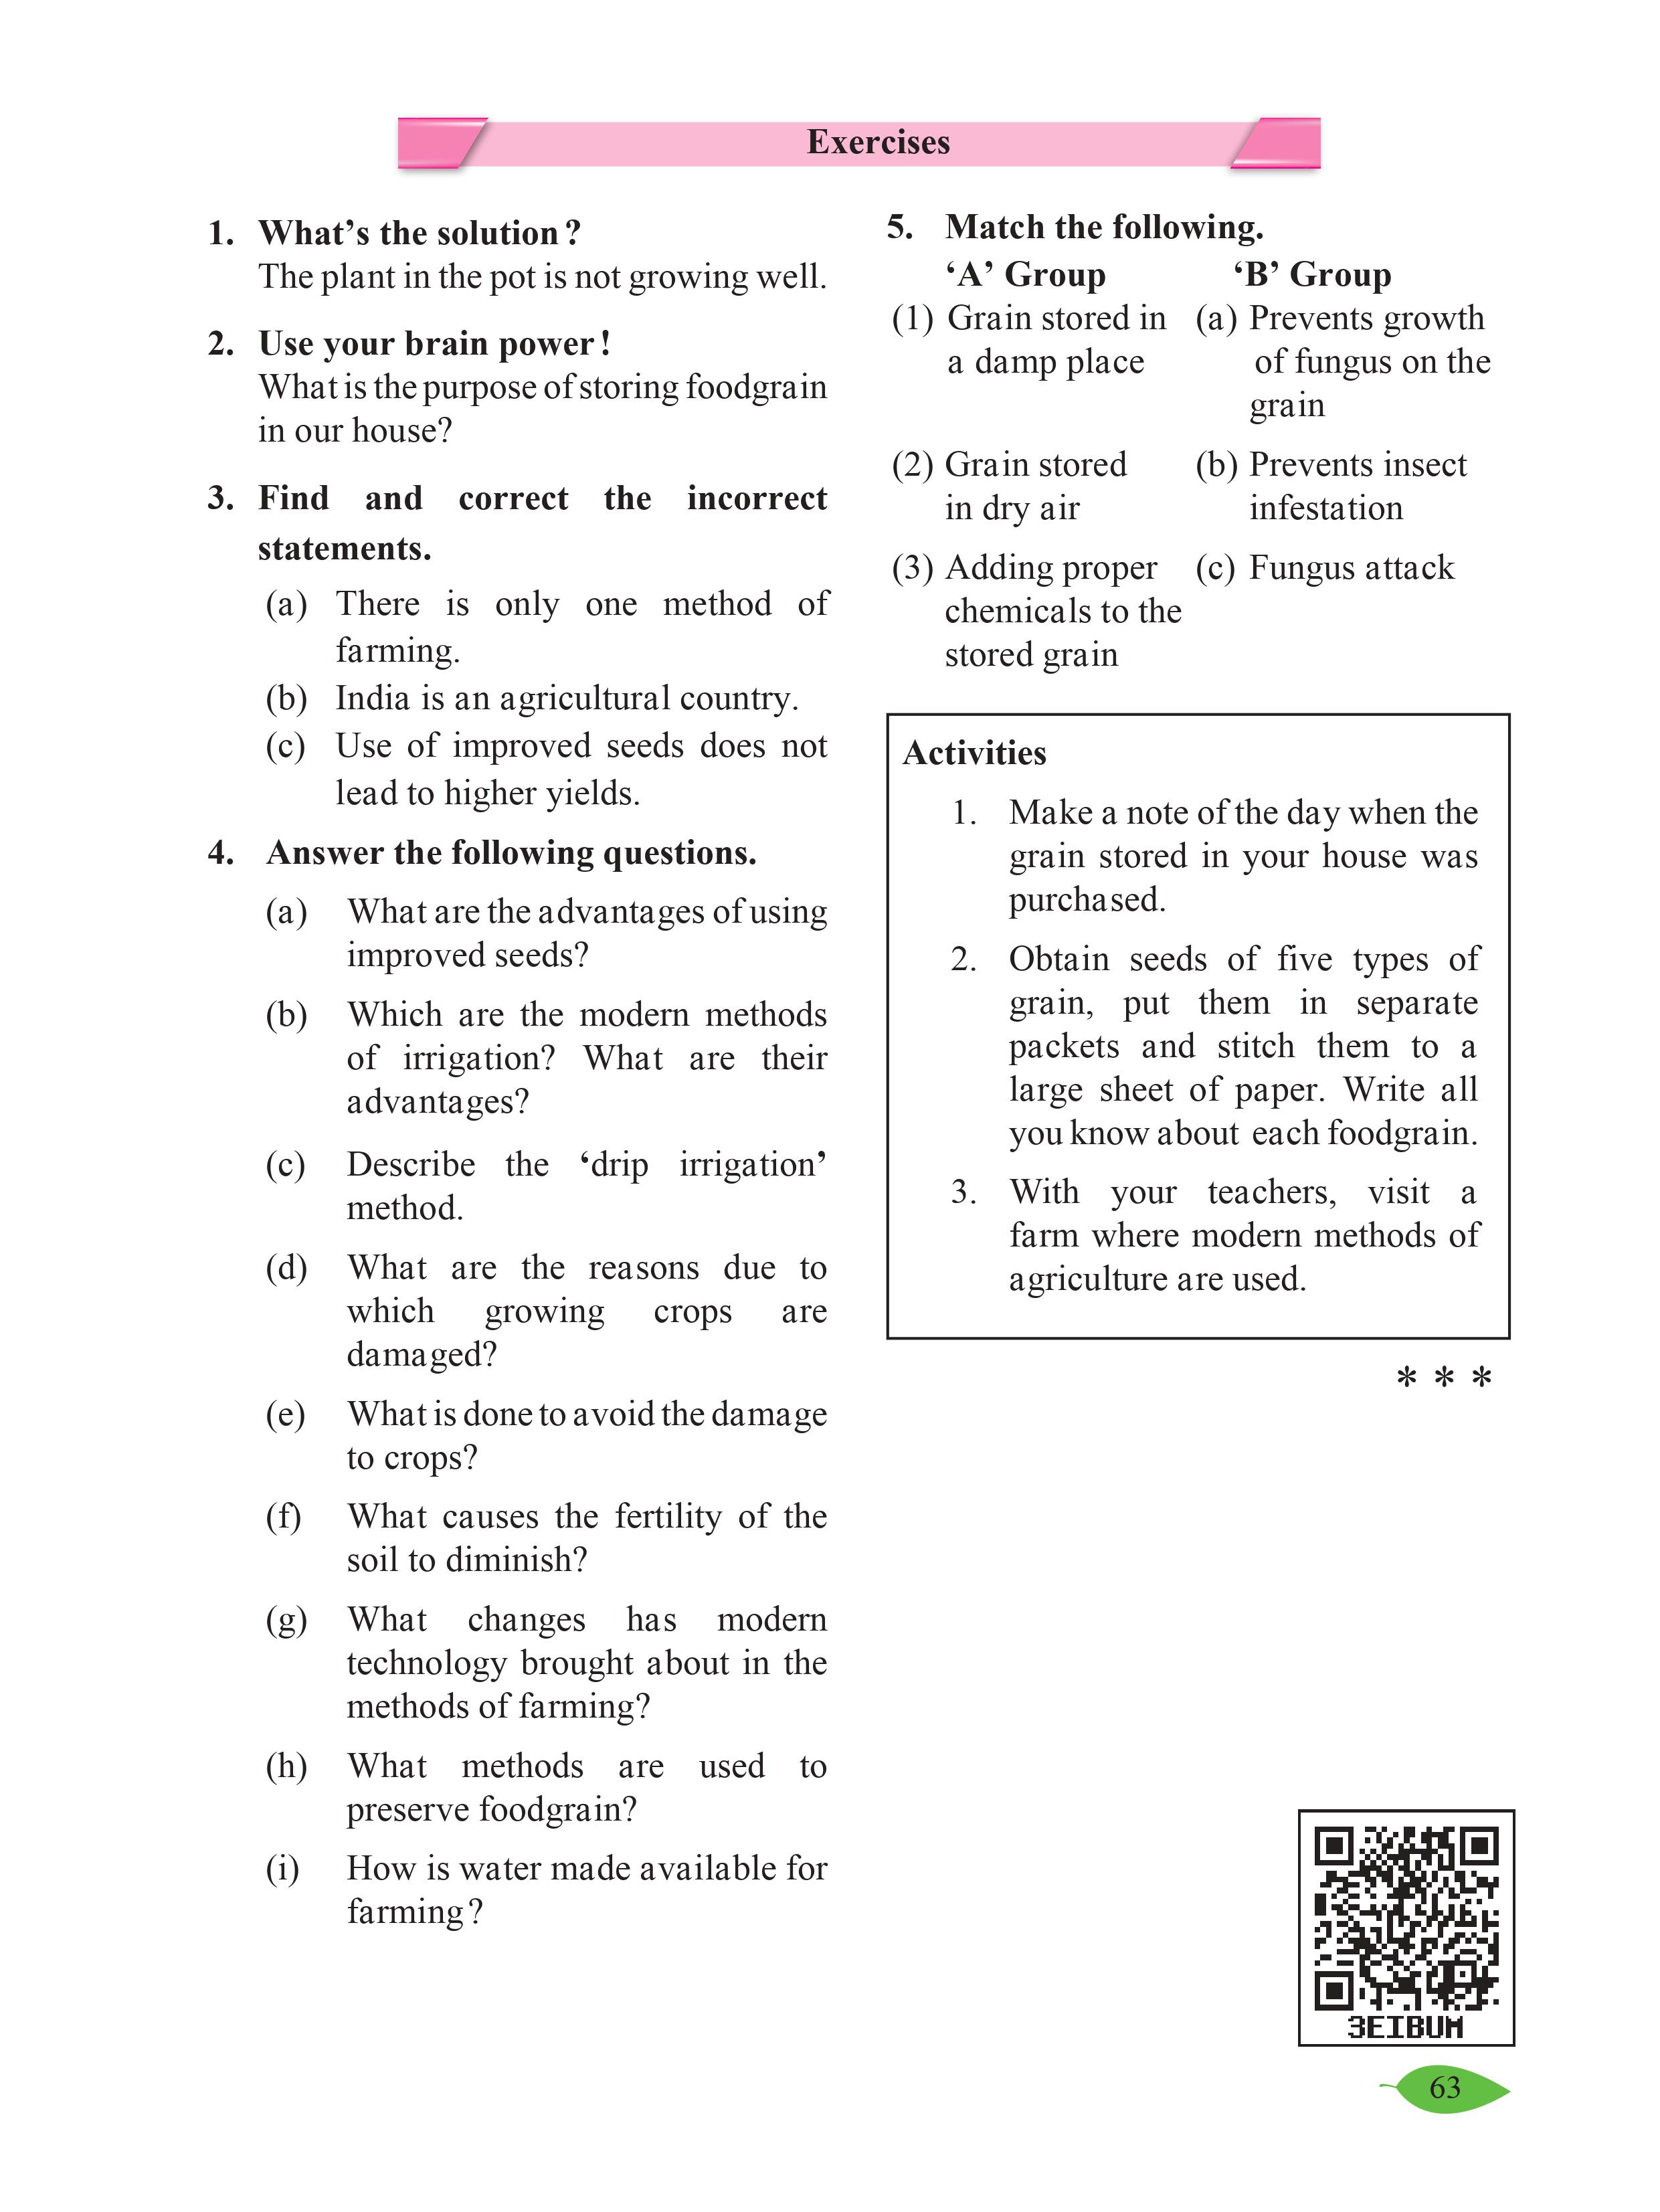 Exercises
1. What’s the solution ?
The plant in the pot is not growing well.
2. Use your brain power !
What is the purpose of storing foodgrain
in our house?
3. Find and correct the incorrect
statements.
(a) There is only one method of
farming.
(b) India is an agricultural country.
(c) Use of improved seeds does not
lead to higher yields.
4. Answer the following questions.
(a) What are the advantages of using
improved seeds?
(b) Which are the modern methods
of irrigation? What are their
advantages?
(c) Describe the ‘drip irrigation’
method.
(d) What are the reasons due to
which growing crops are
damaged?
(e) What is done to avoid the damage
to crops?
(f) What causes the fertility of the
soil to diminish?
(g) What changes has modern
technology brought about in the
methods of farming?
(h) What methods are used to
preserve foodgrain?
(i) How is water made available for
farming ?
5. Match the following.
‘A’ Group ‘B’ Group
(1) Grain stored in (a) Prevents growth
a damp place of fungus on the
grain
(2) Grain stored (b) Prevents insect
in dry air infestation
(3) Adding proper (c) Fungus attack
chemicals to the
stored grain
Activities
1. Make a note of the day when the
grain stored in your house was
purchased.
2. Obtain seeds of five types of
grain, put them in separate
packets and stitch them to a
large sheet of paper. Write all
you know about each foodgrain.
3. With your teachers, visit a
farm where modern methods of
agriculture are used.
* * *
3EIBUM
63